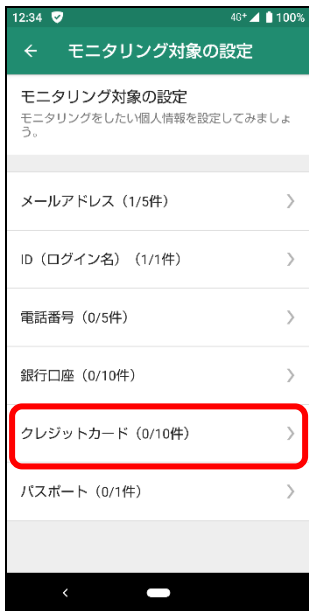 12:34 4G+ 100%
← モニタリング対象の設定
モニタリング対象の設定
モニタリングをしたい個人情報を設定してみましょ
う。
メールアドレス（1/5件）
ID（ログイン名）（1/1件）
電話番号（0/5件）
銀行口座（0/10件）
クレジットカード（0/10件）
パスポート（0/1件）